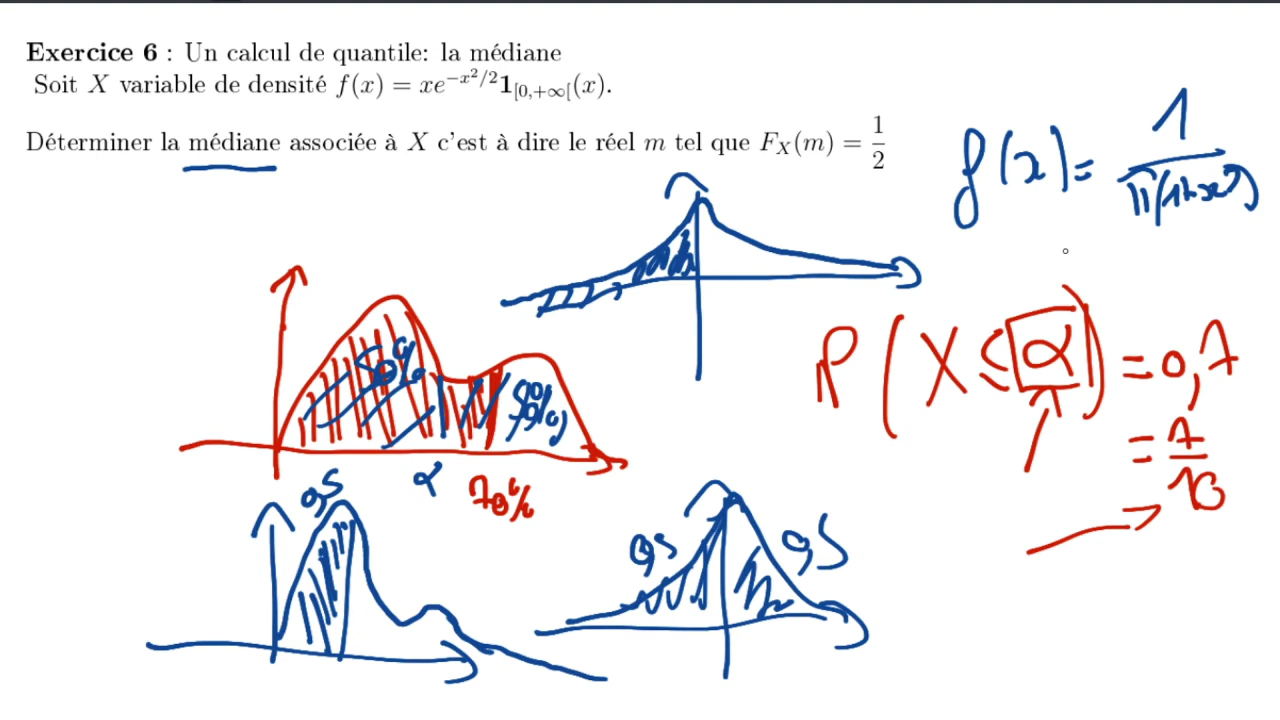 Exercice 6 : Un calcul de quantile: la médiane
Soit X variable de densité f(x) = xe^{-x²/2}1_{[0,+∞[}(x).
Déterminer la médiane associée à X c'est à dire le réel m tel que F_X(m) = 1/2
f(x) = 1/(π(1+x²))
50%
50%
α
70%
P(X ≤ α) = 0,7
= 7/10
0,5
0,5
0,5